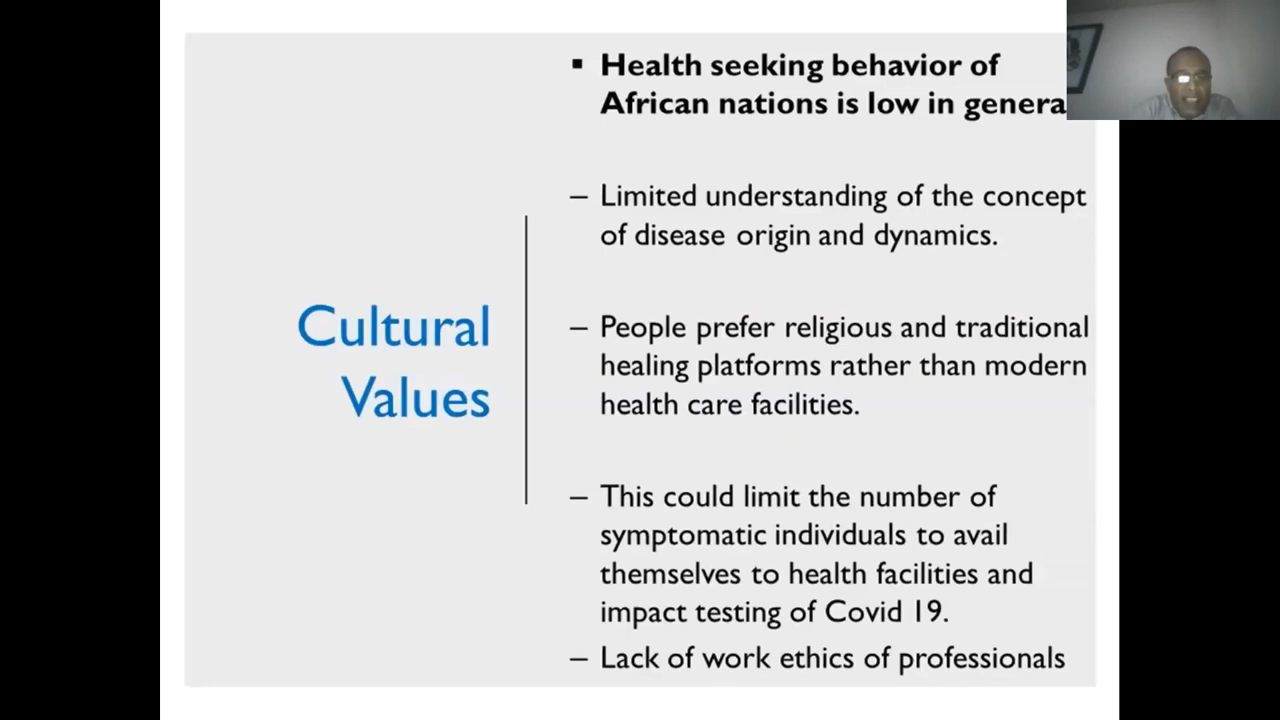 Cultural
Values
▪ Health seeking behavior of
African nations is low in genera
– Limited understanding of the concept
of disease origin and dynamics.
– People prefer religious and traditional
healing platforms rather than modern
health care facilities.
– This could limit the number of
symptomatic individuals to avail
themselves to health facilities and
impact testing of Covid 19.
– Lack of work ethics of professionals